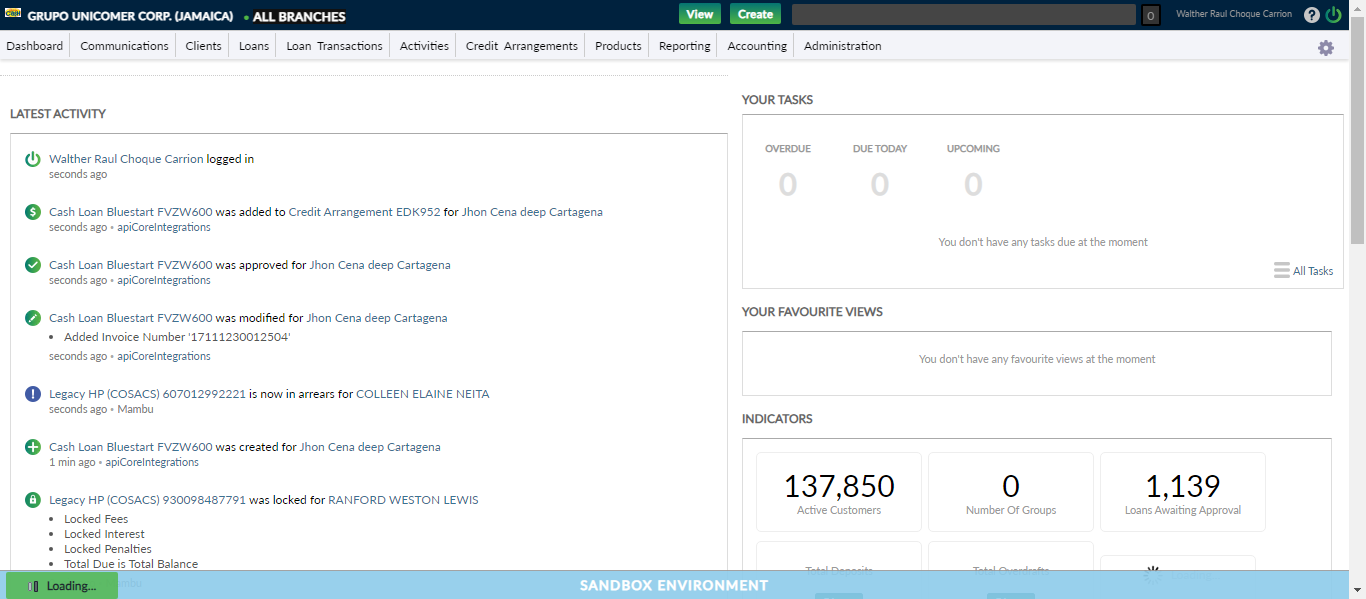 GRUPO UNICOMER CORP. (JAMAICA) • ALL BRANCHES
View Create 0 Walther Raul Choque Carrion ?
Dashboard Communications Clients Loans Loan Transactions Activities Credit Arrangements Products Reporting Accounting Administration
LATEST ACTIVITY
Walther Raul Choque Carrion logged in
seconds ago
Cash Loan Bluestart FVZW600 was added to Credit Arrangement EDK952 for Jhon Cena deep Cartagena
seconds ago • apiCoreIntegrations
Cash Loan Bluestart FVZW600 was approved for Jhon Cena deep Cartagena
seconds ago • apiCoreIntegrations
Cash Loan Bluestart FVZW600 was modified for Jhon Cena deep Cartagena
• Added Invoice Number '17111230012504'
seconds ago • apiCoreIntegrations
Legacy HP (COSACS) 607012992221 is now in arrears for COLLEEN ELAINE NEITA
seconds ago • Mambu
Cash Loan Bluestart FVZW600 was created for Jhon Cena deep Cartagena
1 min ago • apiCoreIntegrations
Legacy HP (COSACS) 930098487791 was locked for RANFORD WESTON LEWIS
• Locked Fees
• Locked Interest
• Locked Penalties
• Total Due is Total Balance
YOUR TASKS
OVERDUE DUE TODAY UPCOMING
0 0 0
You don't have any tasks due at the moment
All Tasks
YOUR FAVOURITE VIEWS
You don't have any favourite views at the moment
INDICATORS
137,850 0 1,139
Active Customers Number Of Groups Loans Awaiting Approval
Total Deposits Total Overdrafts
Loading... SANDBOX ENVIRONMENT